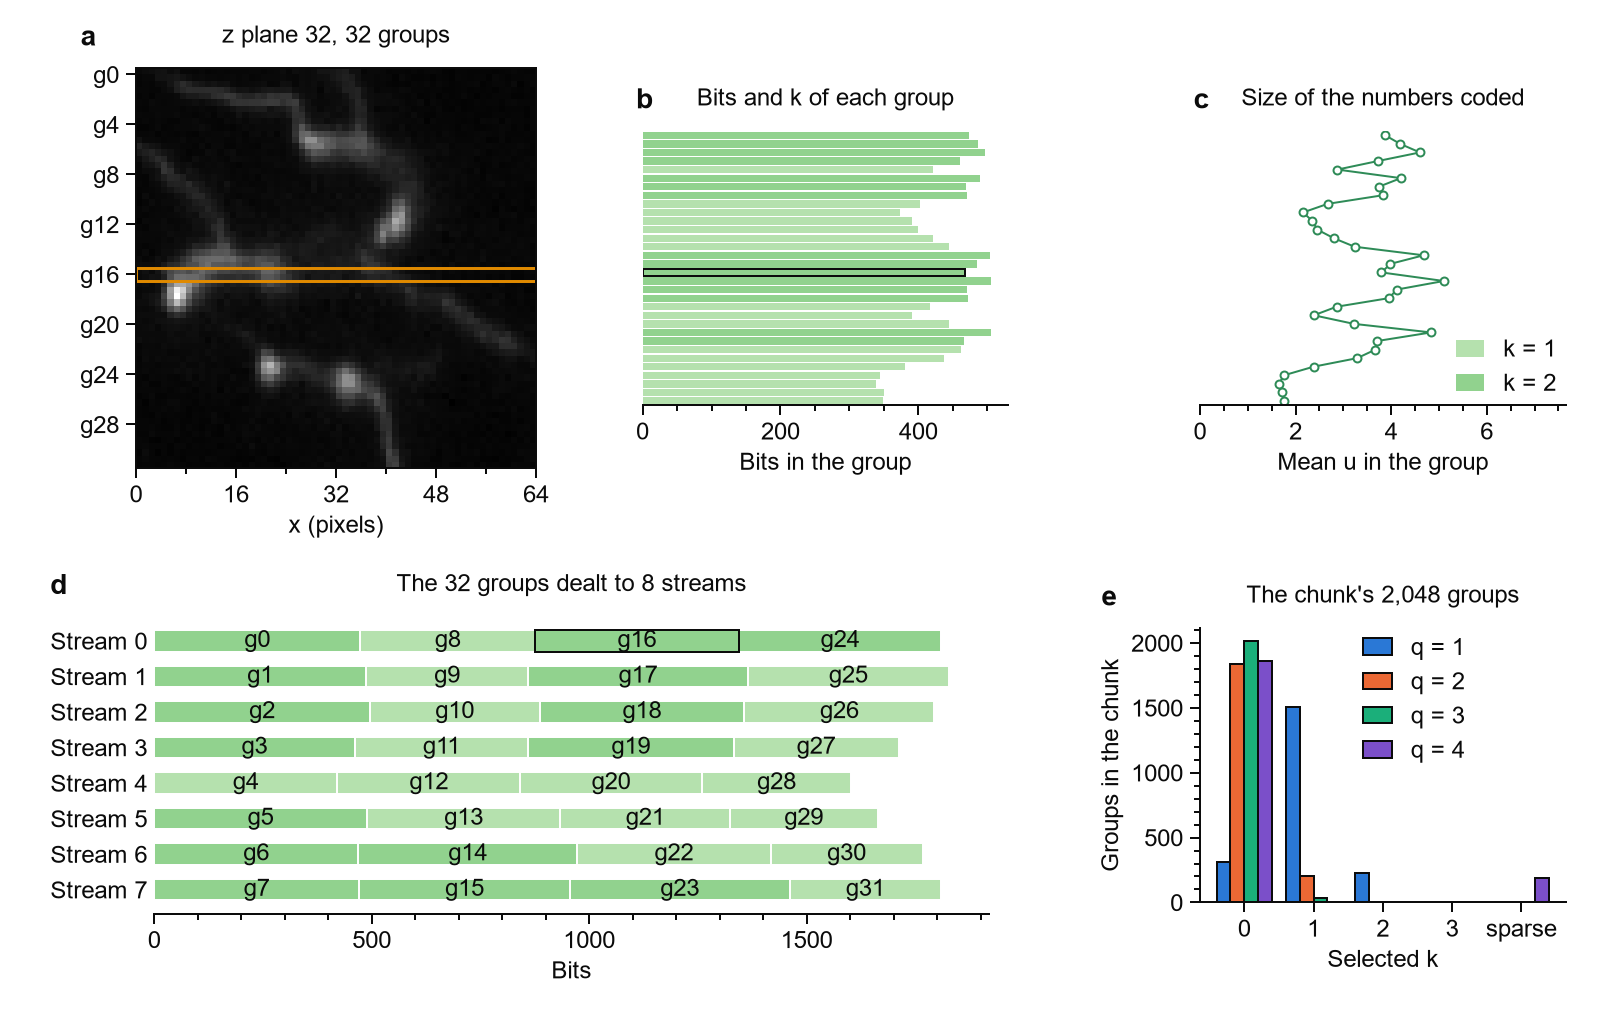 a
z plane 32, 32 groups
g0
g4
g8
g12
g16
g20
g24
g28
0 16 32 48 64
x (pixels)
b
Bits and k of each group
0 200 400
Bits in the group
c
Size of the numbers coded
k = 1
k = 2
0 2 4 6
Mean u in the group
d
The 32 groups dealt to 8 streams
Stream 0 g0 g8 g16 g24
Stream 1 g1 g9 g17 g25
Stream 2 g2 g10 g18 g26
Stream 3 g3 g11 g19 g27
Stream 4 g4 g12 g20 g28
Stream 5 g5 g13 g21 g29
Stream 6 g6 g14 g22 g30
Stream 7 g7 g15 g23 g31
0 500 1000 1500
Bits
e
The chunk's 2,048 groups
Groups in the chunk
2000
1500
1000
500
0
q = 1
q = 2
q = 3
q = 4
0 1 2 3 sparse
Selected k